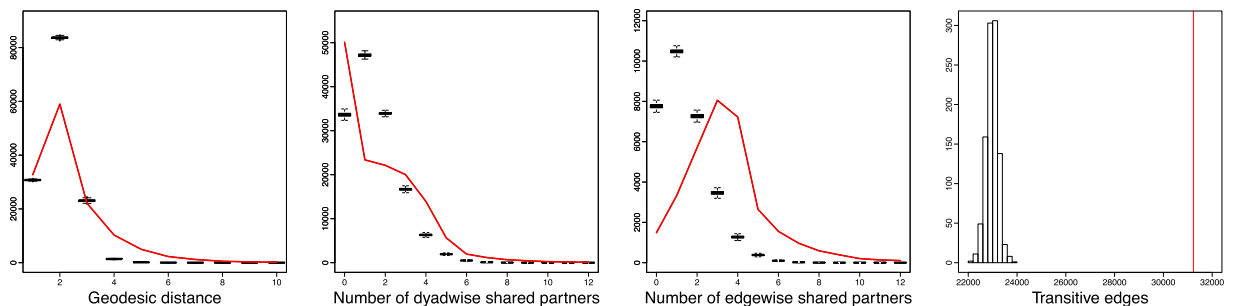 0 20000 40000 60000 80000
2 4 6 8 10
Geodesic distance
0 10000 20000 30000 40000 50000
0 2 4 6 8 10 12
Number of dyadwise shared partners
0 2000 4000 6000 8000 10000 12000
0 2 4 6 8 10 12
Number of edgewise shared partners
0 50 100 150 200 250 300
22000 24000 26000 28000 30000 32000
Transitive edges